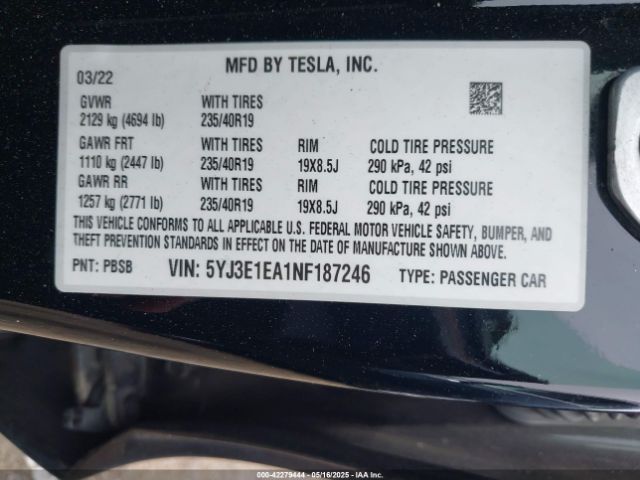 MFD BY TESLA, INC.
03/22
GVWR WITH TIRES
2129 kg (4694 lb) 235/40R19
GAWR FRT WITH TIRES RIM COLD TIRE PRESSURE
1110 kg (2447 lb) 235/40R19 19X8.5J 290 kPa, 42 psi
GAWR RR WITH TIRES RIM COLD TIRE PRESSURE
1257 kg (2771 lb) 235/40R19 19X8.5J 290 kPa, 42 psi
THIS VEHICLE CONFORMS TO ALL APPLICABLE U.S. FEDERAL MOTOR VEHICLE SAFETY, BUMPER, AND
THEFT PREVENTION STANDARDS IN EFFECT ON THE DATE OF MANUFACTURE SHOWN ABOVE.
PNT: PBSB VIN: 5YJ3E1EA1NF187246 TYPE: PASSENGER CAR
000-42279444 - 05/16/2025 - IAAI.COM